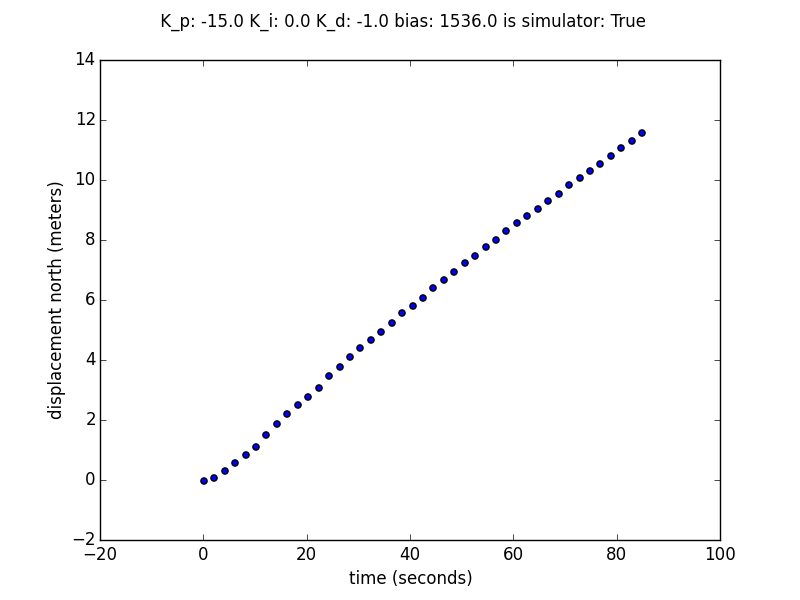 K_p: -15.0 K_i: 0.0 K_d: -1.0 bias: 1536.0 is simulator: True
14
12
10
8
6
4
2
0
−2
displacement north (meters)
−20 0 20 40 60 80 100
time (seconds)